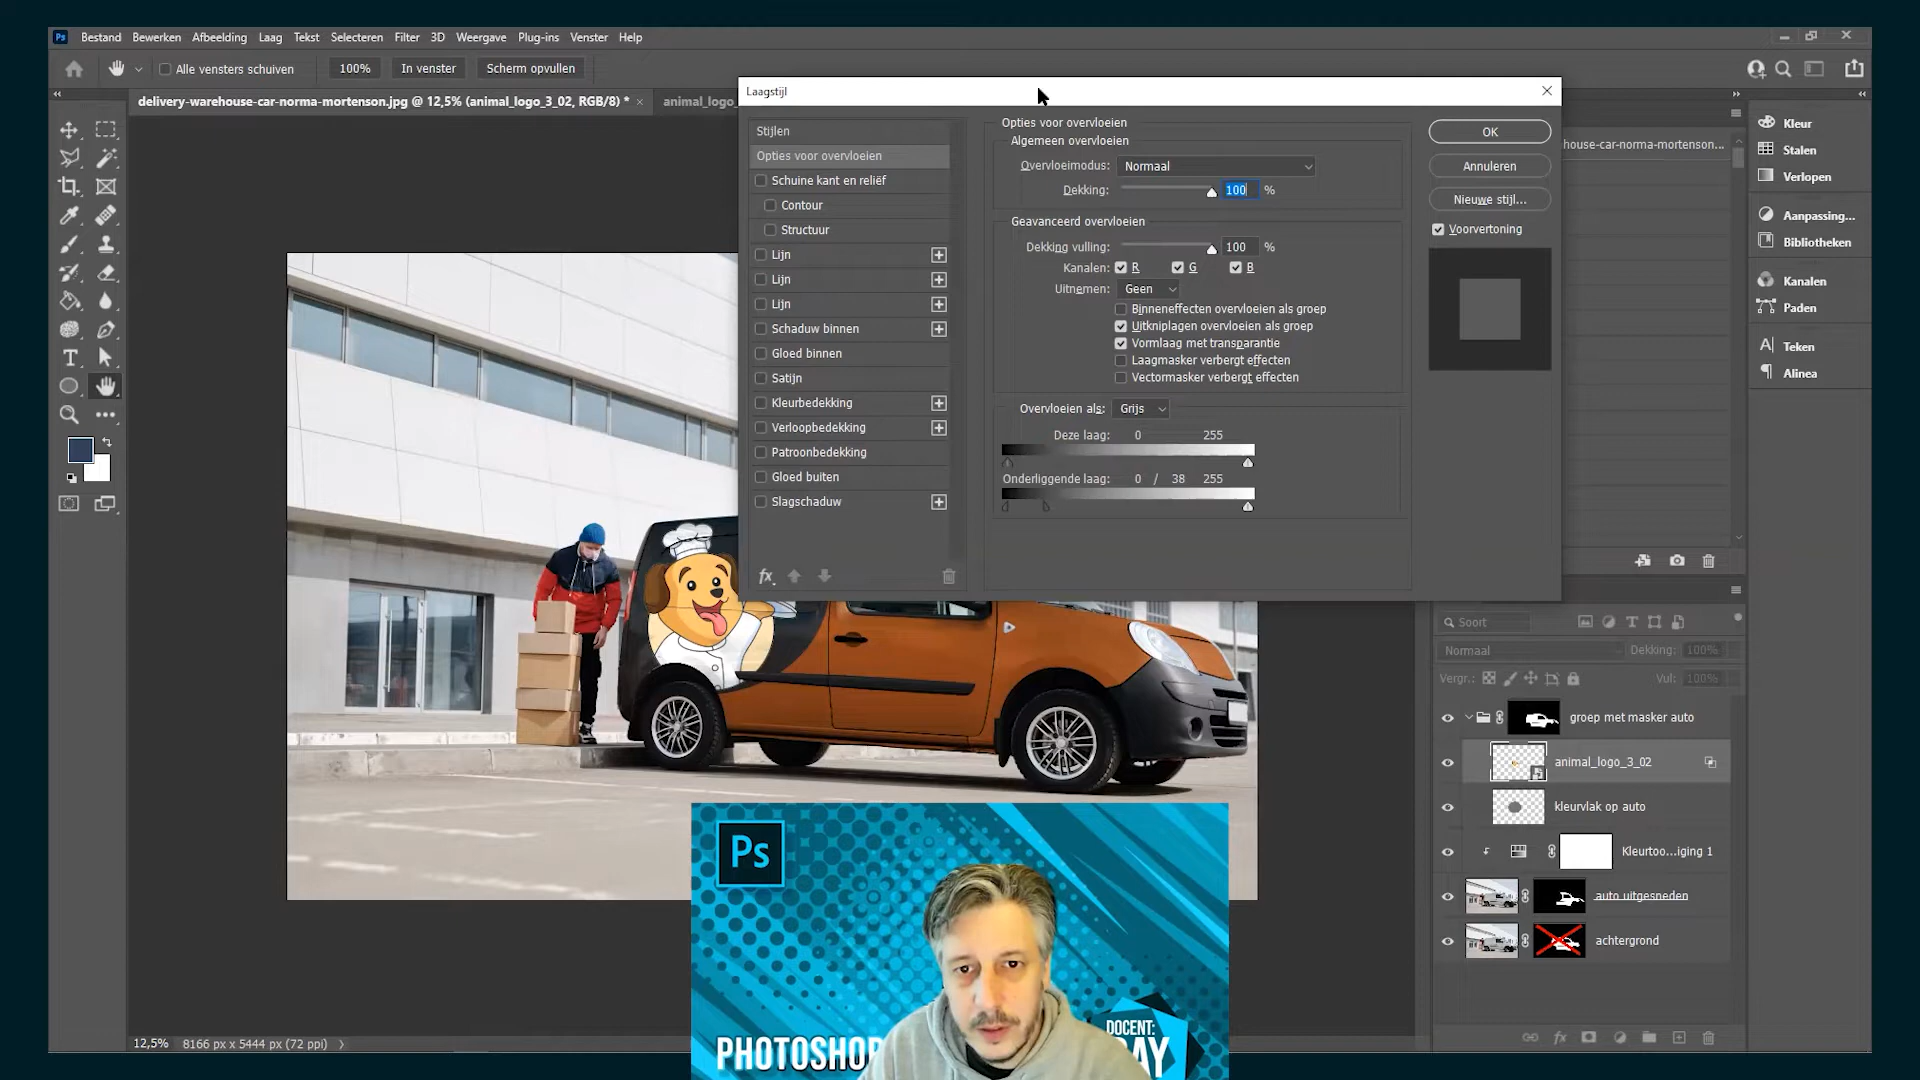 Ps Bestand Bewerken Afbeelding Laag Tekst Selecteren Filter 3D Weergave Plug-ins Venster Help
Alle vensters schuiven 100% In venster Scherm opvullen
delivery-warehouse-car-norma-mortenson.jpg @ 12,5% (animal_logo_3_02, RGB/8) * × animal_logo_
Laagstijl
Stijlen
Opties voor overvloeien
Schuine kant en reliëf
Contour
Structuur
Lijn
Lijn
Lijn
Schaduw binnen
Gloed binnen
Satijn
Kleurbedekking
Verloopbedekking
Patroonbedekking
Gloed buiten
Slagschaduw
fx
Opties voor overvloeien
Algemeen overvloeien
Overvloeimodus: Normaal
Dekking: 100 %
Geavanceerd overvloeien
Dekking vulling: 100 %
Kanalen: R G B
Uitnemen: Geen
Binneneffecten overvloeien als groep
Uitkniplagen overvloeien als groep
Vormlaag met transparantie
Laagmasker verbergt effecten
Vectormasker verbergt effecten
Overvloeien als: Grijs
Deze laag: 0 255
Onderliggende laag: 0 / 38 255
OK
Annuleren
Nieuwe stijl...
Voorvertoning
house-car-norma-mortenson...
Kleur
Stalen
Verlopen
Aanpassing...
Bibliotheken
Kanalen
Paden
Teken
Alinea
Soort
Normaal Dekking: 100%
Vergr.: Vul: 100%
groep met masker auto
animal_logo_3_02
kleurvlak op auto
Kleurtoo...iging 1
auto uitgesneden
achtergrond
fx
Ps
PHOTOSHOP
DOCENT:
AY
12,5% 8166 px x 5444 px (72 ppi)